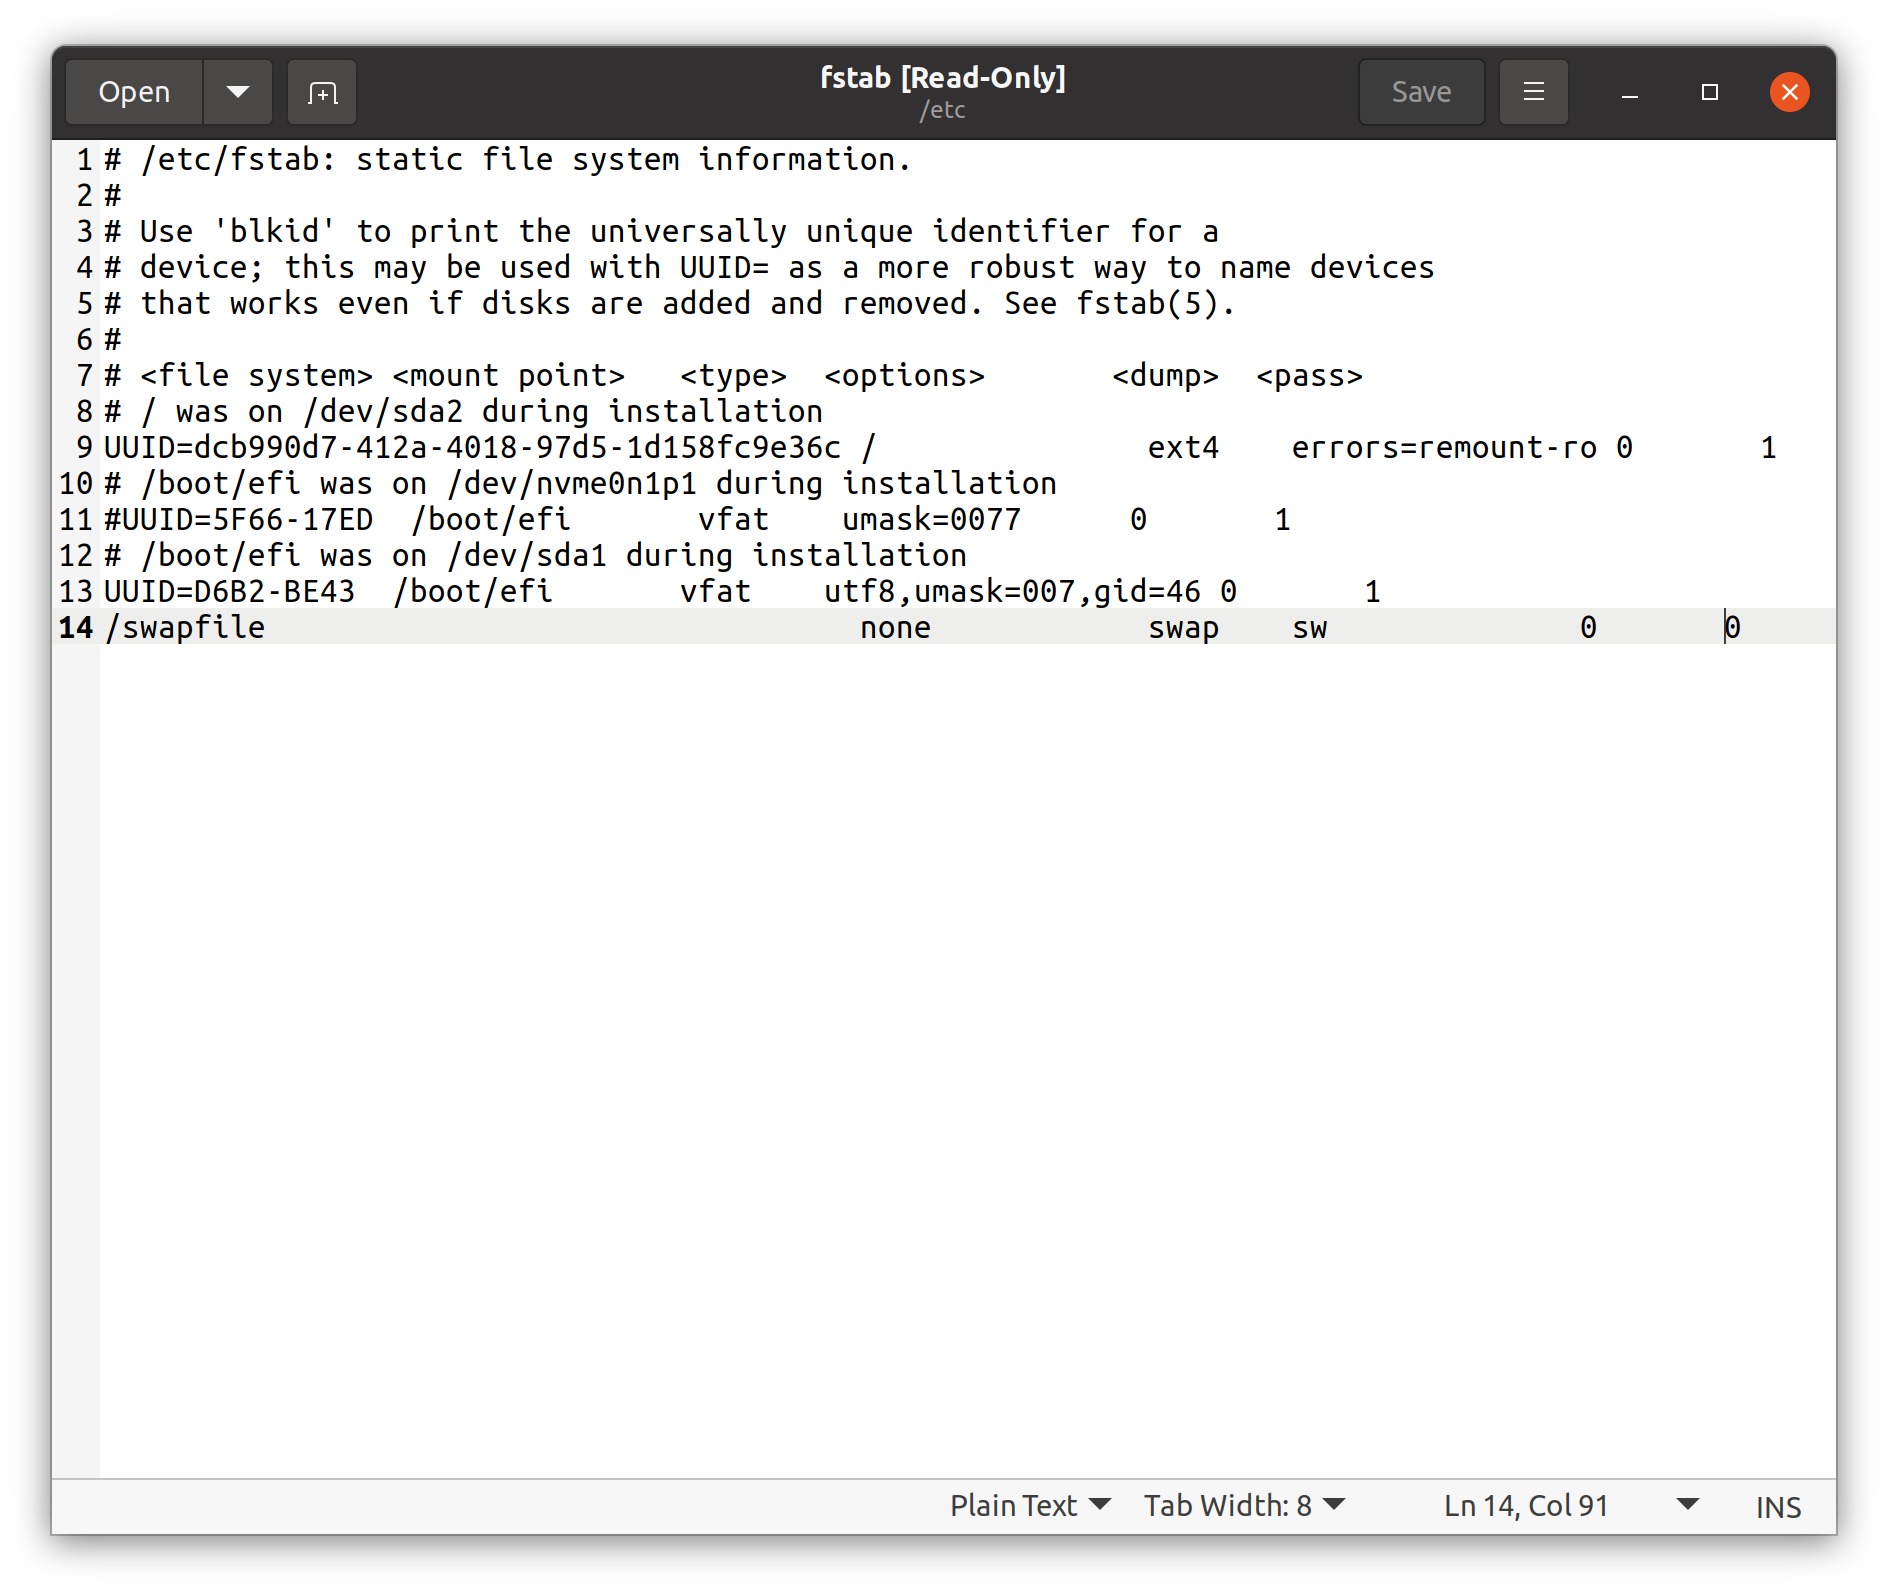 Open
fstab [Read-Only]
/etc
Save
1 # /etc/fstab: static file system information.
2 #
3 # Use 'blkid' to print the universally unique identifier for a
4 # device; this may be used with UUID= as a more robust way to name devices
5 # that works even if disks are added and removed. See fstab(5).
6 #
7 # <file system> <mount point>   <type>  <options>       <dump>  <pass>
8 # / was on /dev/sda2 during installation
9 UUID=dcb990d7-412a-4018-97d5-1d158fc9e36c /               ext4    errors=remount-ro 0       1
10 # /boot/efi was on /dev/nvme0n1p1 during installation
11 #UUID=5F66-17ED  /boot/efi       vfat    umask=0077      0       1
12 # /boot/efi was on /dev/sda1 during installation
13 UUID=D6B2-BE43  /boot/efi       vfat    utf8,umask=007,gid=46 0       1
14 /swapfile                                 none            swap    sw              0       0
Plain Text
Tab Width: 8
Ln 14, Col 91
INS